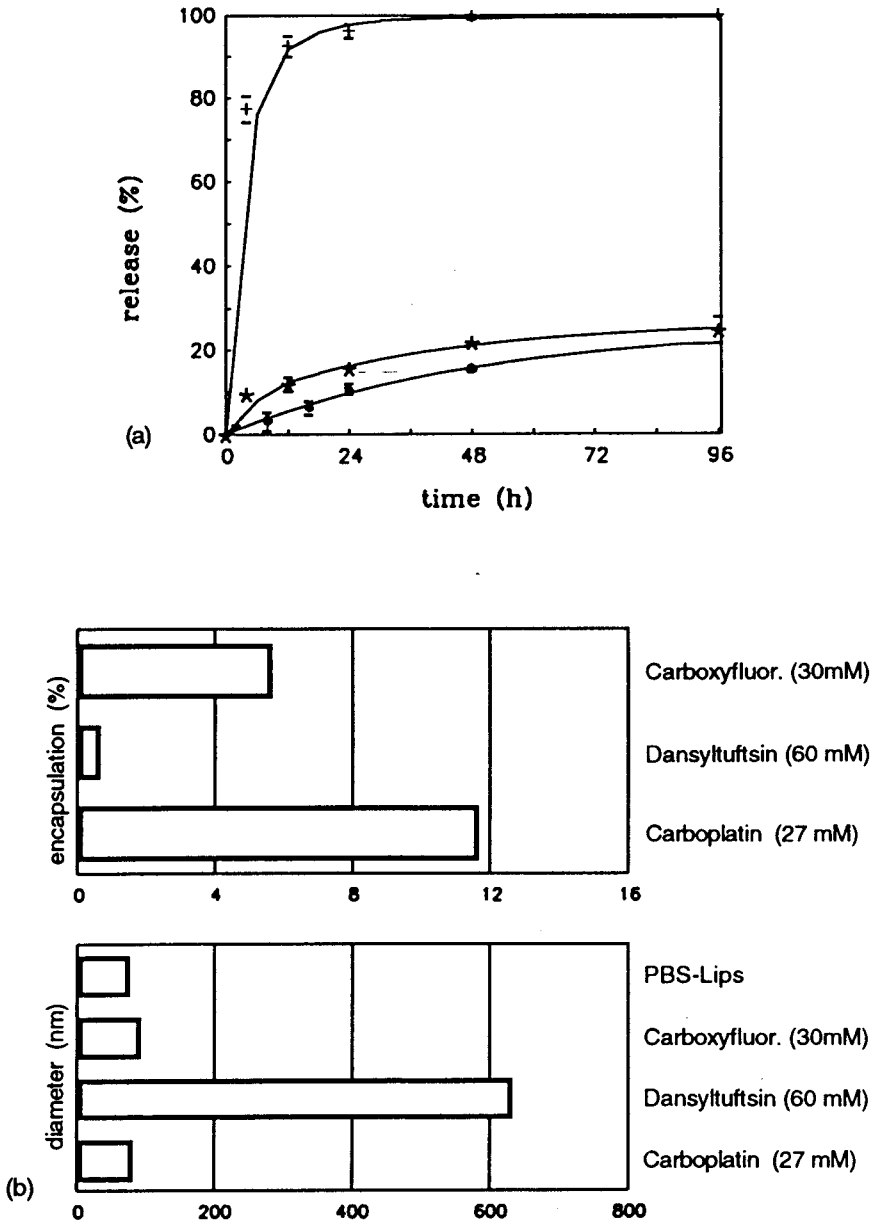 100
80
60
40
20
0
release (%)
(a)
0 24 48 72 96
time (h)
encapsulation (%)
Carboxyfluor. (30mM)
Dansyltuftsin (60 mM)
Carboplatin (27 mM)
0 4 8 12 16
diameter (nm)
PBS-Lips
Carboxyfluor. (30mM)
Dansyltuftsin (60 mM)
Carboplatin (27 mM)
(b)
0 200 400 600 800